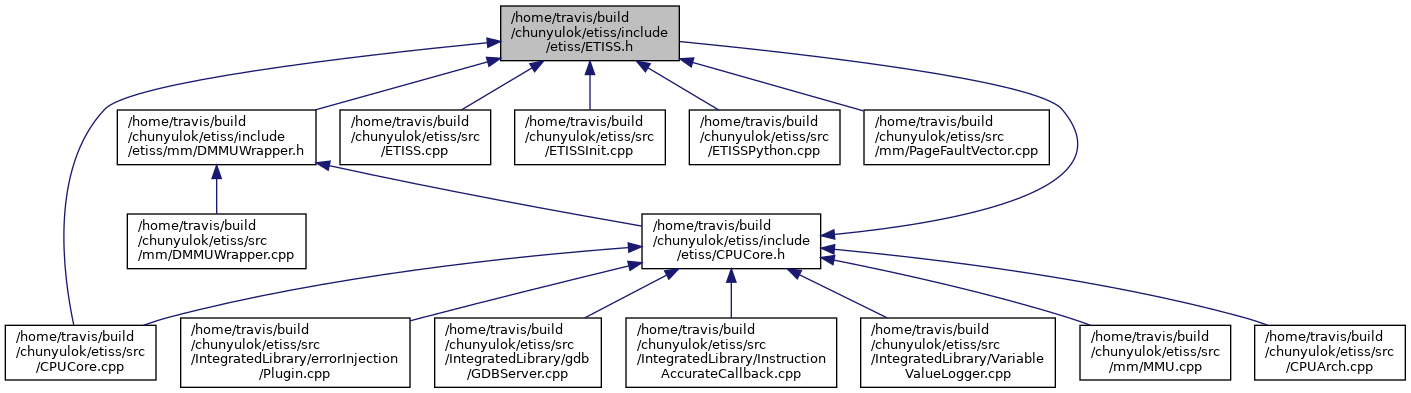 /home/travis/build
chunyulok/etiss/include
/etiss/ETISS.h
/home/travis/build
/chunyulok/etiss/include
/etiss/mm/DMMUWrapper.h
/home/travis/build
/chunyulok/etiss/src
/ETISS.cpp
/home/travis/build
/chunyulok/etiss/src
/ETISSInit.cpp
/home/travis/build
/chunyulok/etiss/src
/ETISSPython.cpp
/home/travis/build
/chunyulok/etiss/src
/mm/PageFaultVector.cpp
/home/travis/build
/chunyulok/etiss/src
/mm/DMMUWrapper.cpp
/home/travis/build
/chunyulok/etiss/include
/etiss/CPUCore.h
/home/travis/build
/chunyulok/etiss/src
/CPUCore.cpp
/home/travis/build
/chunyulok/etiss/src
/IntegratedLibrary/errorInjection
/Plugin.cpp
/home/travis/build
/chunyulok/etiss/src
/IntegratedLibrary/gdb
/GDBServer.cpp
/home/travis/build
/chunyulok/etiss/src
/IntegratedLibrary/Instruction
AccurateCallback.cpp
/home/travis/build
/chunyulok/etiss/src
/IntegratedLibrary/Variable
ValueLogger.cpp
/home/travis/build
/chunyulok/etiss/src
/mm/MMU.cpp
/home/travis/build
/chunyulok/etiss/src
/CPUArch.cpp